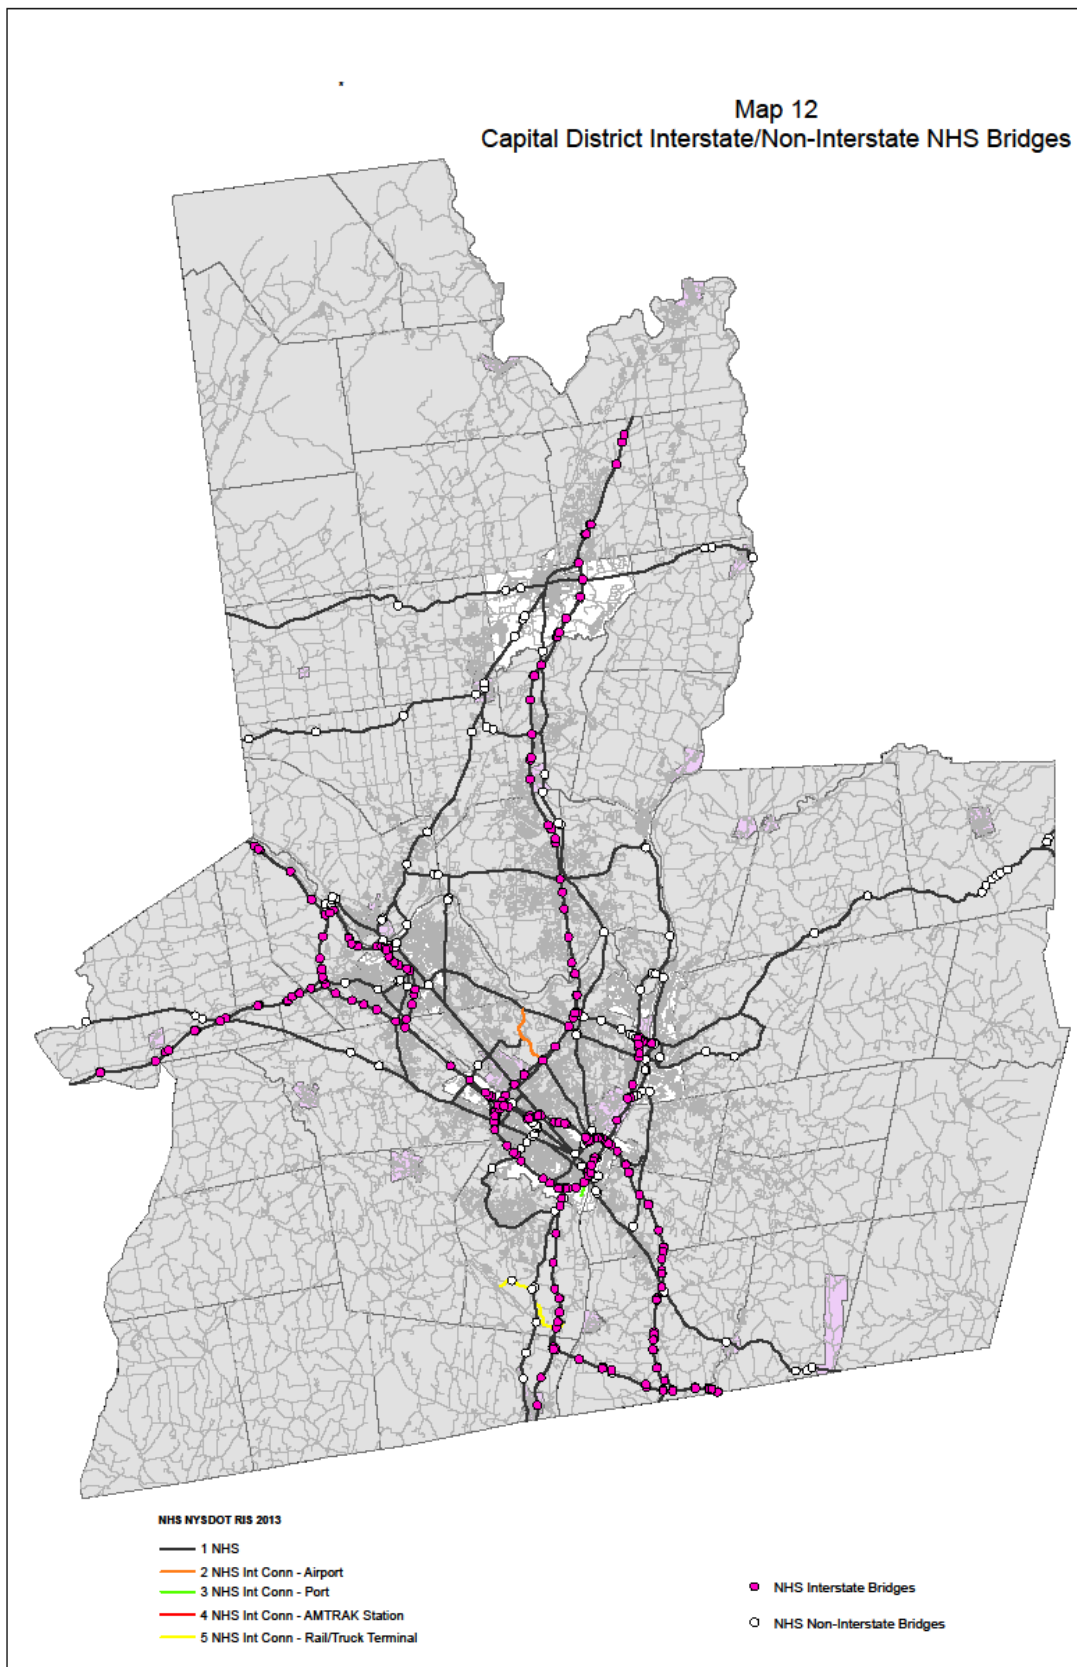 *
Map 12
Capital District Interstate/Non-Interstate NHS Bridges
NHS NYSDOT RIS 2013
1 NHS
2 NHS Int Conn - Airport
3 NHS Int Conn - Port
4 NHS Int Conn - AMTRAK Station
5 NHS Int Conn - Rail/Truck Terminal
NHS Interstate Bridges
NHS Non-Interstate Bridges